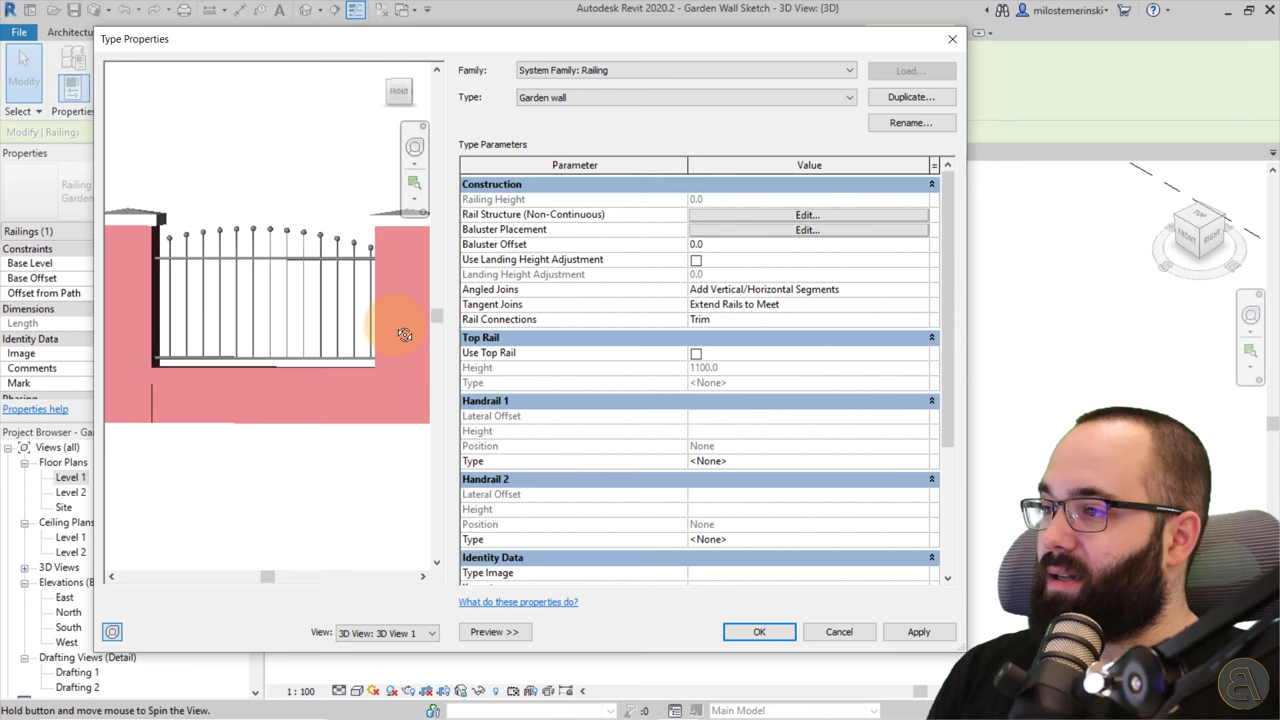 Autodesk Revit 2020.2 - Garden Wall Sketch - 3D View: {3D}
milostemerinski
File
Architectu
Type Properties
Modify
Select
Properties
Modify | Railings
Properties
Railing
Garden
Railings (1)
Constraints
Base Level
Base Offset
Offset from Path
Dimensions
Length
Identity Data
Image
Comments
Mark
Phasing
Properties help
Project Browser - Ga
Views (all)
Floor Plans
Level 1
Level 2
Site
Ceiling Plans
Level 1
Level 2
3D Views
Elevations (B
East
North
South
West
Drafting Views (Detail)
Drafting 1
Drafting 2
FRONT
View:
3D View: 3D View 1
Family:
System Family: Railing
Load...
Type:
Garden wall
Duplicate...
Rename...
Type Parameters
Parameter
Value
=
Construction
Railing Height
0.0
Rail Structure (Non-Continuous)
Edit...
Baluster Placement
Edit...
Baluster Offset
0.0
Use Landing Height Adjustment
Landing Height Adjustment
0.0
Angled Joins
Add Vertical/Horizontal Segments
Tangent Joins
Extend Rails to Meet
Rail Connections
Trim
Top Rail
Use Top Rail
Height
1100.0
Type
<None>
Handrail 1
Lateral Offset
Height
Position
None
Type
<None>
Handrail 2
Lateral Offset
Height
Position
None
Type
<None>
Identity Data
Type Image
What do these properties do?
Preview >>
OK
Cancel
Apply
TOP
FRONT
RIGHT
1 : 100
Hold button and move mouse to Spin the View.
:0
Main Model